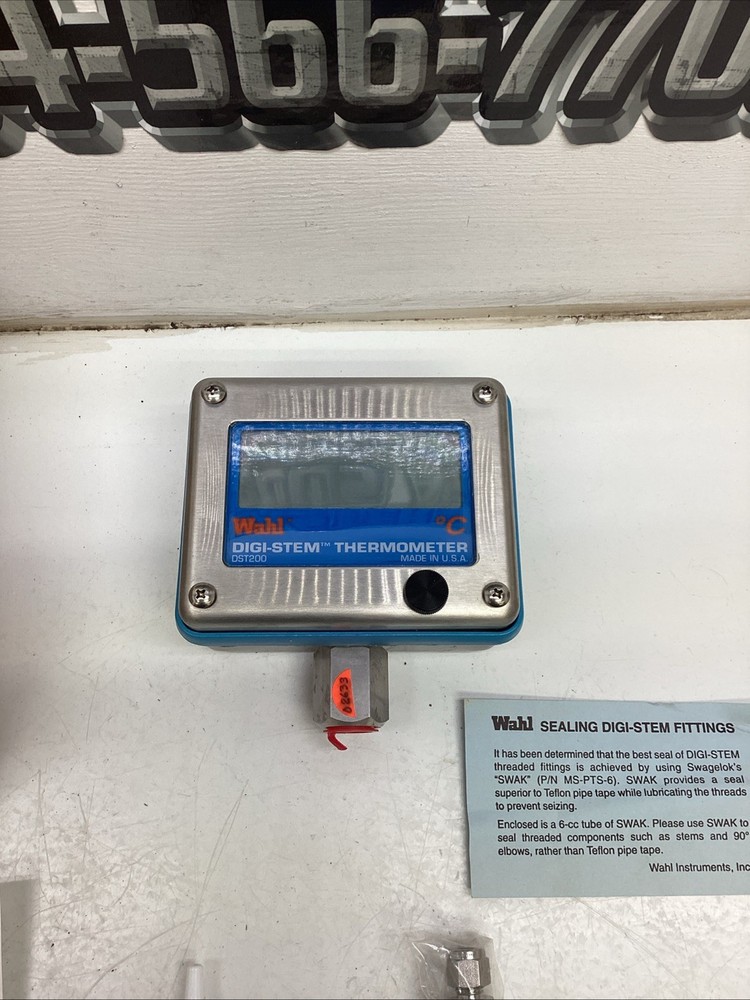 4-566-770
Wahl™ °C
DIGI-STEM™ THERMOMETER
DST200 MADE IN U.S.A.
Wahl SEALING DIGI-STEM FITTINGS
It has been determined that the best seal of DIGI-STEM
threaded fittings is achieved by using Swagelok's
"SWAK" (P/N MS-PTS-6). SWAK provides a seal
superior to Teflon pipe tape while lubricating the threads
to prevent seizing.
Enclosed is a 6-cc tube of SWAK. Please use SWAK to
seal threaded components such as stems and 90°
elbows, rather than Teflon pipe tape.
Wahl Instruments, Inc